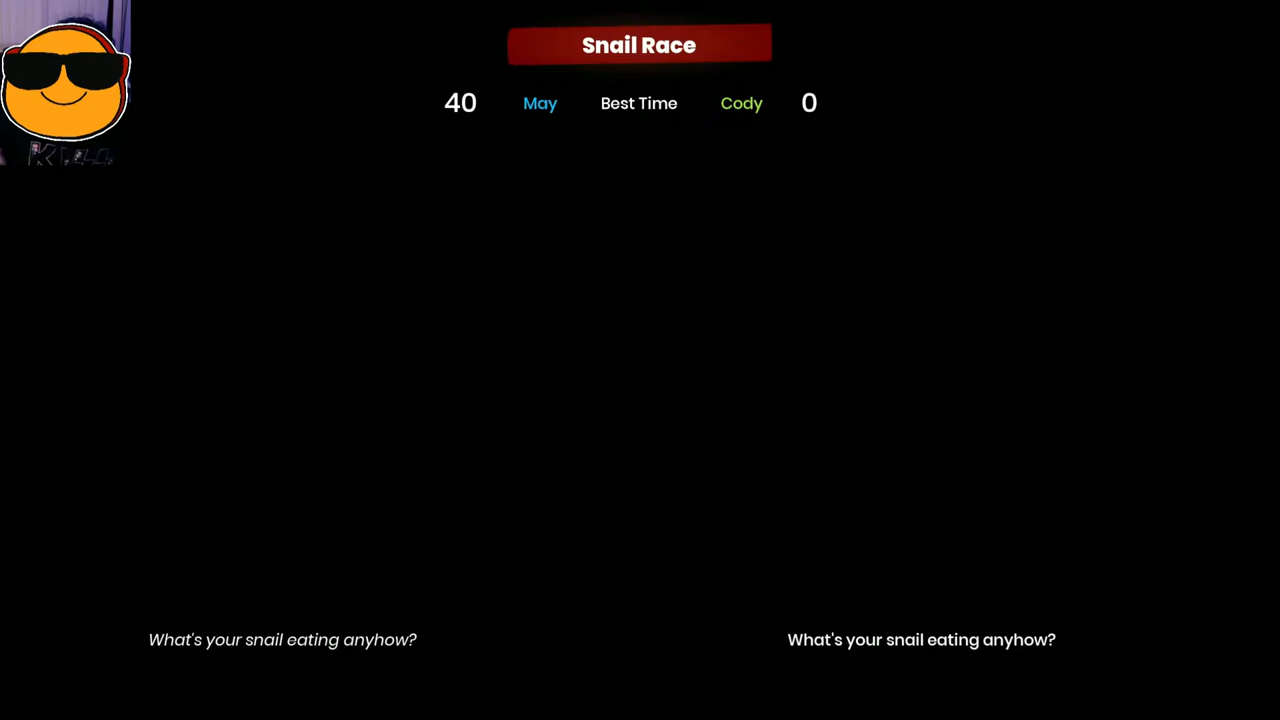 Snail Race
40 May Best Time Cody 0
What's your snail eating anyhow? What's your snail eating anyhow?